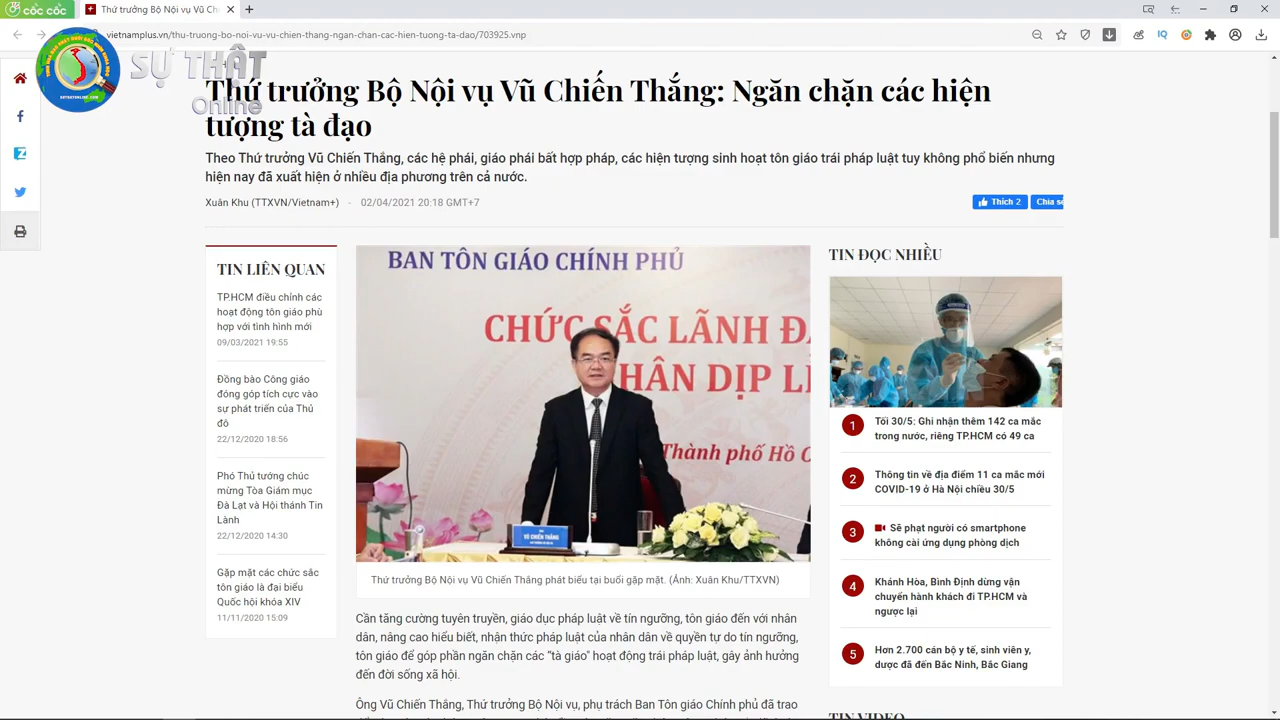 cốc cốc
Thứ trưởng Bộ Nội vụ Vũ Chi
vietnamplus.vn/thu-truong-bo-noi-vu-vu-chien-thang-ngan-chan-cac-hien-tuong-ta-dao/703925.vnp
SỰ THẬT
Online
Thứ trưởng Bộ Nội vụ Vũ Chiến Thắng: Ngăn chặn các hiện
tượng tà đạo
Theo Thứ trưởng Vũ Chiến Thắng, các hệ phái, giáo phái bất hợp pháp, các hiện tượng sinh hoạt tôn giáo trái pháp luật tuy không phổ biến nhưng
hiện nay đã xuất hiện ở nhiều địa phương trên cả nước.
Xuân Khu (TTXVN/Vietnam+) - 02/04/2021 20:18 GMT+7
Thích 2
Chia sẻ
TIN LIÊN QUAN
TP.HCM điều chỉnh các
hoạt động tôn giáo phù
hợp với tình hình mới
09/03/2021 19:55
Đồng bào Công giáo
đóng góp tích cực vào
sự phát triển của Thủ
đô
22/12/2020 18:56
Phó Thủ tướng chúc
mừng Tòa Giám mục
Đà Lạt và Hội thánh Tin
Lành
22/12/2020 14:30
Gặp mặt các chức sắc
tôn giáo là đại biểu
Quốc hội khóa XIV
11/11/2020 15:09
BAN TÔN GIÁO CHÍNH PHỦ
CHỨC SẮC LÃNH ĐẠ
NHÂN DỊP LỄ
Thành phố Hồ C
VŨ CHIẾN THẮNG
Thứ trưởng Bộ Nội vụ Vũ Chiến Thắng phát biểu tại buổi gặp mặt. (Ảnh: Xuân Khu/TTXVN)
Cần tăng cường tuyên truyền, giáo dục pháp luật về tín ngưỡng, tôn giáo đến với nhân
dân, nâng cao hiểu biết, nhận thức pháp luật của nhân dân về quyền tự do tín ngưỡng,
tôn giáo để góp phần ngăn chặn các “tà giáo" hoạt động trái pháp luật, gây ảnh hưởng
đến đời sống xã hội.
Ông Vũ Chiến Thắng, Thứ trưởng Bộ Nội vụ, phụ trách Ban Tôn giáo Chính phủ đã trao
TIN ĐỌC NHIỀU
1 Tối 30/5: Ghi nhận thêm 142 ca mắc
trong nước, riêng TP.HCM có 49 ca
2 Thông tin về địa điểm 11 ca mắc mới
COVID-19 ở Hà Nội chiều 30/5
3 Sẽ phạt người có smartphone
không cài ứng dụng phòng dịch
4 Khánh Hòa, Bình Định dừng vận
chuyển hành khách đi TP.HCM và
ngược lại
5 Hơn 2.700 cán bộ y tế, sinh viên y,
dược đã đến Bắc Ninh, Bắc Giang
TIN VIDEO